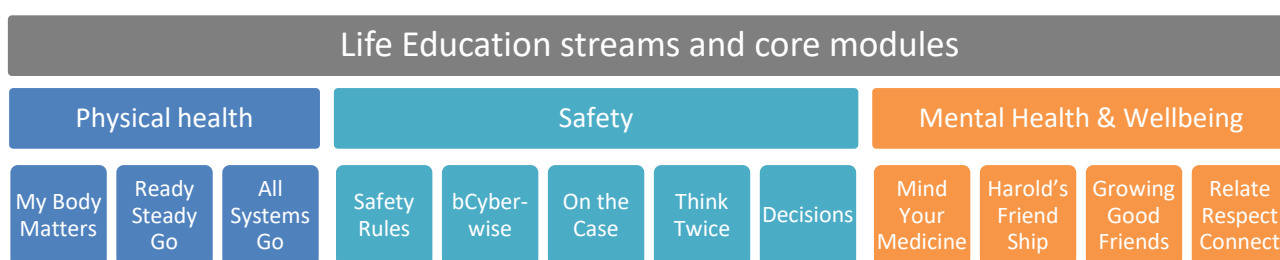 Life Education streams and core modules
Physical health
Safety
Mental Health & Wellbeing
My Body
Matters
Ready
Steady
Go
All
Systems
Go
Safety
Rules
bCyber-
wise
On the
Case
Think
Twice
Decisions
Mind
Your
Medicine
Harold’s
Friend
Ship
Growing
Good
Friends
Relate
Respect
Connect